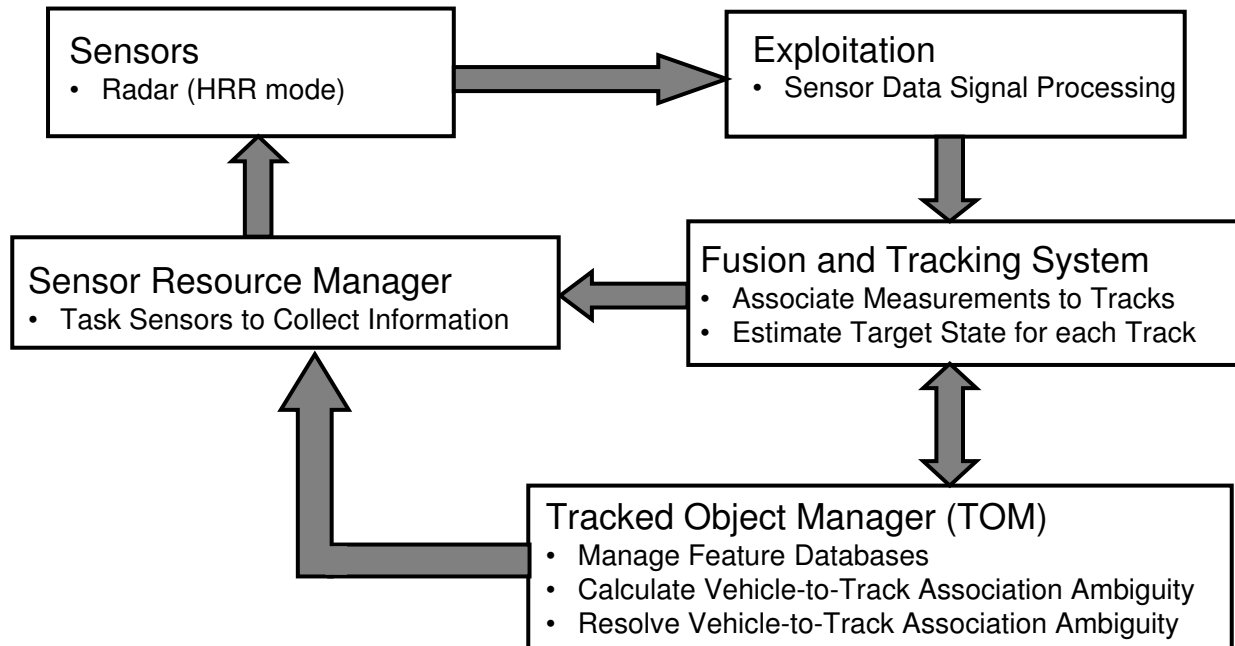 Sensors
• Radar (HRR mode)
Exploitation
• Sensor Data Signal Processing
Sensor Resource Manager
• Task Sensors to Collect Information
Fusion and Tracking System
• Associate Measurements to Tracks
• Estimate Target State for each Track
Tracked Object Manager (TOM)
• Manage Feature Databases
• Calculate Vehicle-to-Track Association Ambiguity
• Resolve Vehicle-to-Track Association Ambiguity